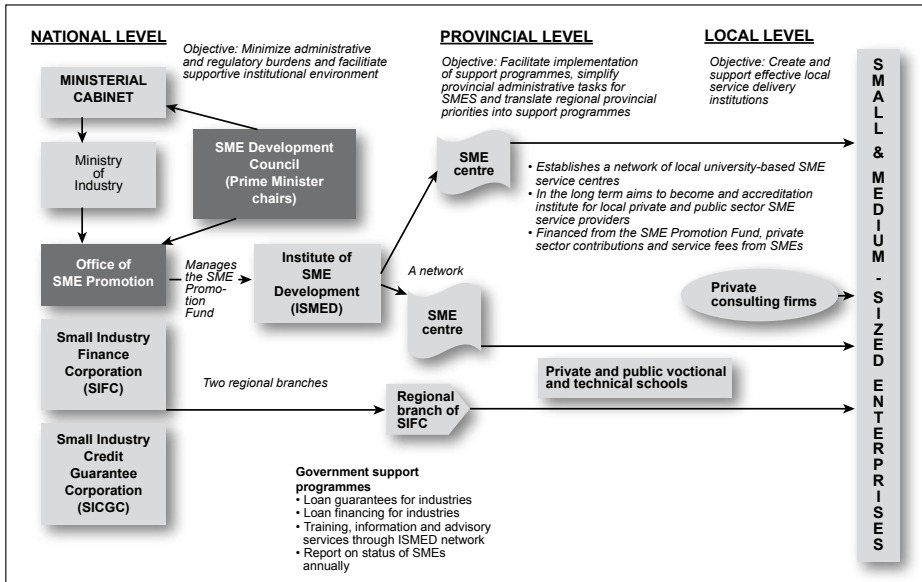 NATIONAL LEVEL
Objective: Minimize administrative
and regulatory burdens and faciltiate
supportive institutional environment
PROVINCIAL LEVEL
Objective: Facilitate implementation
of support programmes, simplify
provincial administrative tasks for
SMES and translate regional provincial
priorities into support programmes
LOCAL LEVEL
Objective: Create and
support effective local
service delivery
institutions
MINISTERIAL
CABINET
Ministry
of
Industry
SME Development
Council
(Prime Minister
chairs)
SME
centre
• Establishes a network of local university-based SME
service centres
• In the long term aims to become and accreditation
institute for local private and public sector SME
service providers
• Financed from the SME Promotion Fund, private
sector contributions and service fees from SMEs
Office of
SME Promotion
Manages
the SME
Promo-
tion
Fund
Institute of
SME
Development
(ISMED)
A network
SME
centre
Private
consulting firms
Small Industry
Finance
Corporation
(SIFC)
Two regional branches
Regional
branch of
SIFC
Private and public voctional
and technical schools
Small Industry
Credit
Guarantee
Corporation
(SICGC)
Government support
programmes
• Loan guarantees for industries
• Loan financing for industries
• Training, information and advisory
services through ISMED network
• Report on status of SMEs
annually
SMALL & MEDIUM-SIZED ENTERPRISES